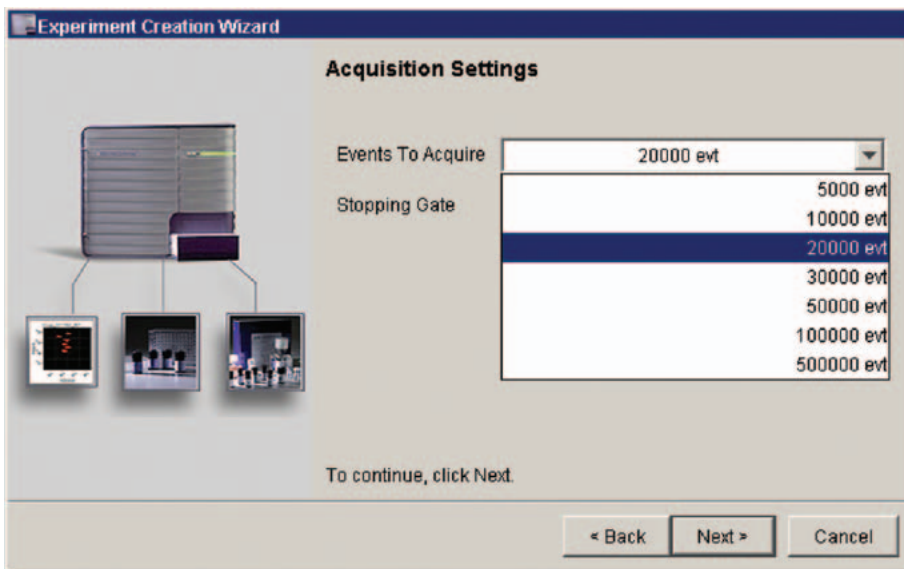 Experiment Creation Wizard
Acquisition Settings
Events To Acquire 20000 evt
Stopping Gate
5000 evt
10000 evt
20000 evt
30000 evt
50000 evt
100000 evt
500000 evt
To continue, click Next.
< Back Next > Cancel